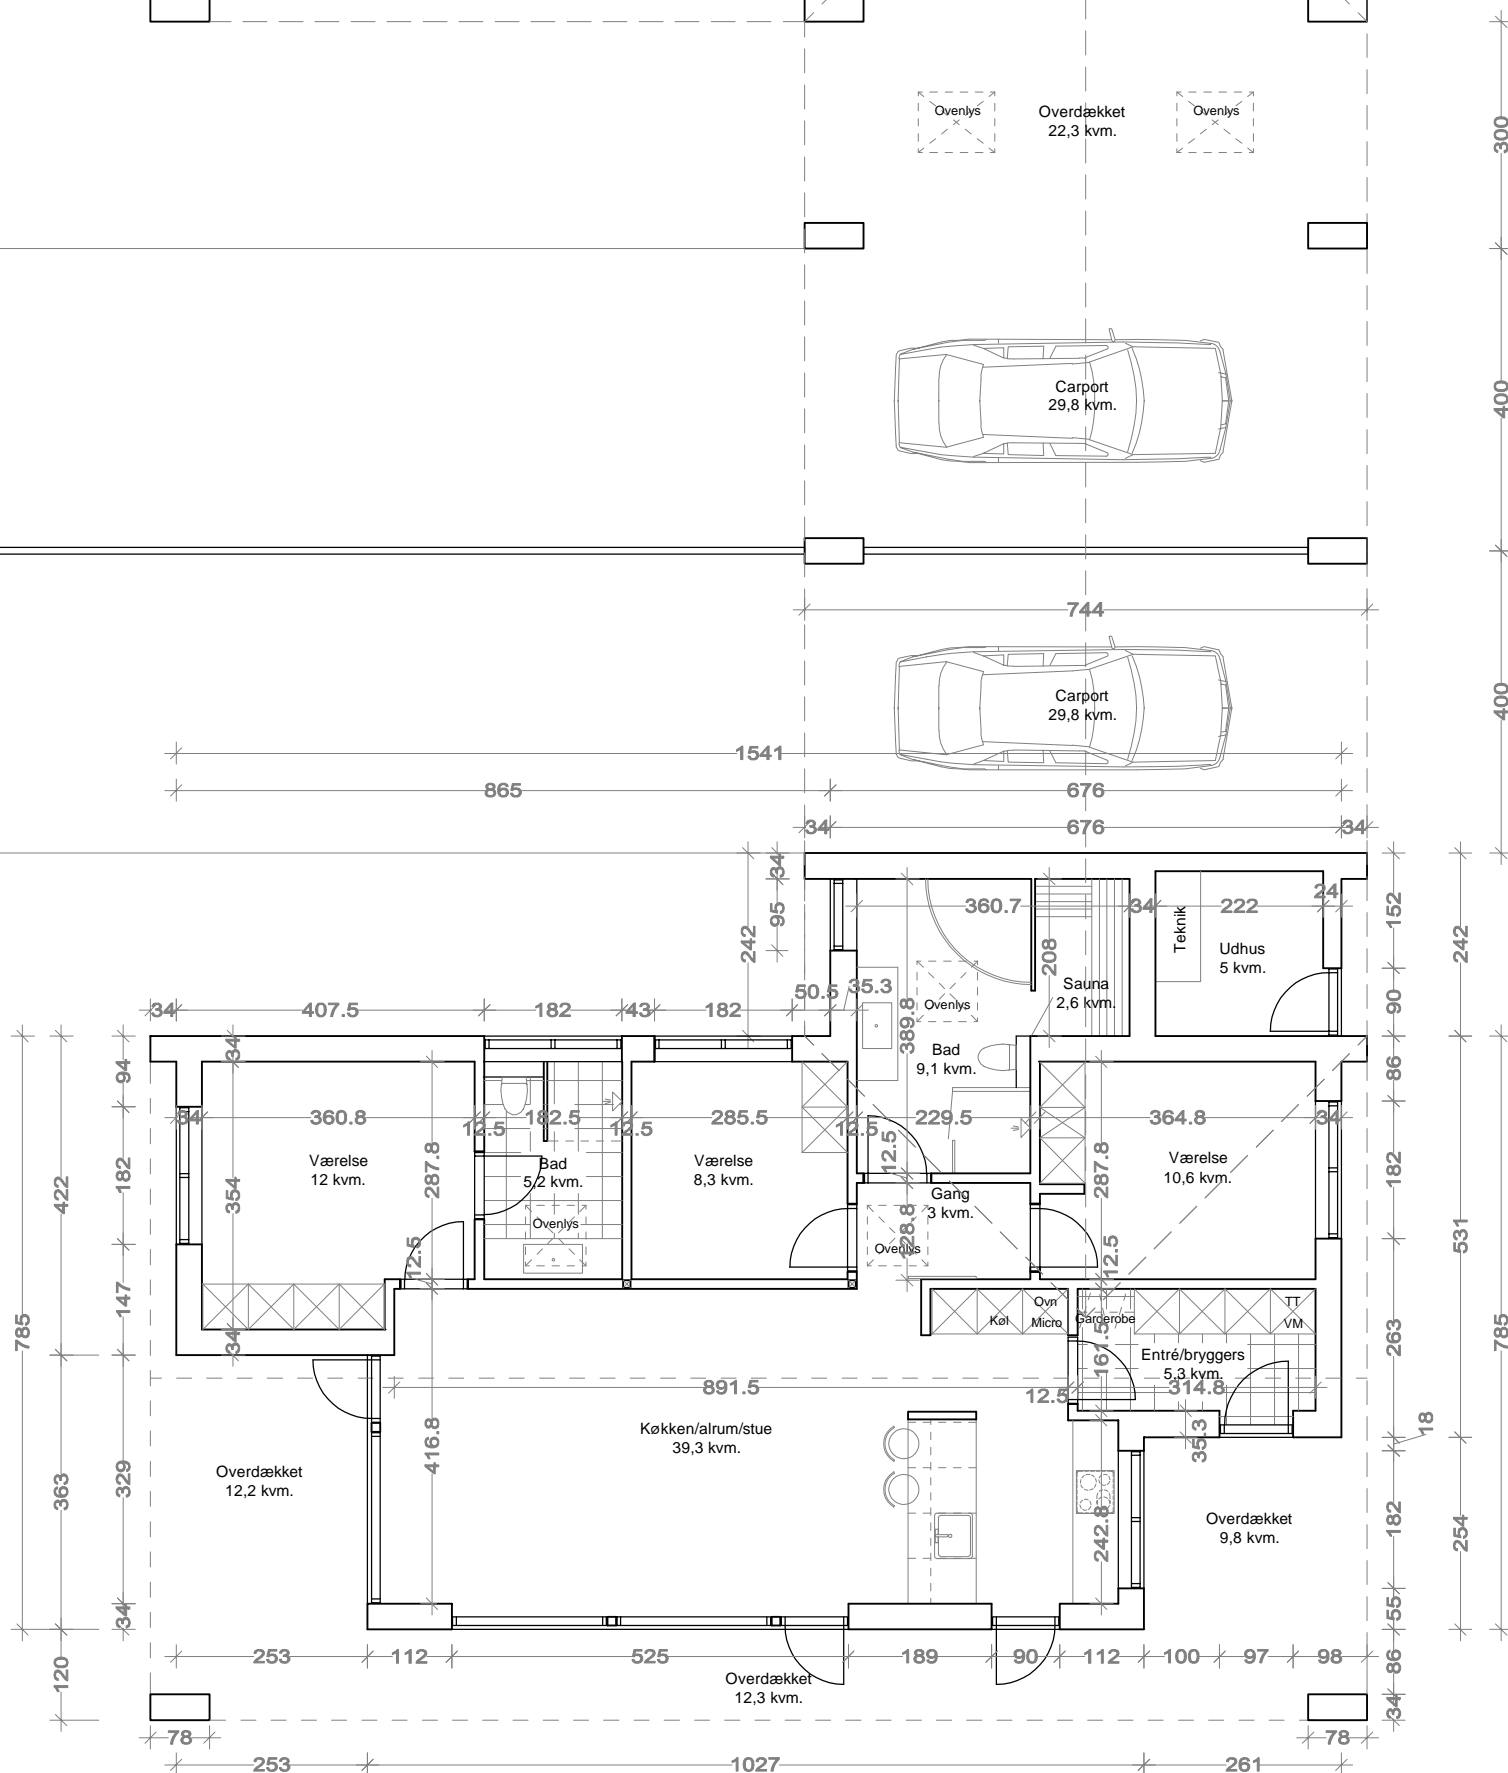 Ovenlys
Overdækket
22,3 kvm.
Ovenlys
300
Carport
29,8 kvm.
400
744
Carport
29,8 kvm.
400
1541
865
676
34
676
34
34
95
242
360.7
34
222
24
152
242
Teknik
Udhus
5 kvm.
208
Sauna
2,6 kvm.
90
34
407.5
182
43
182
50.5
35.3
Ovenlys
389.8
Bad
9,1 kvm.
94
34
86
34
360.8
12.5
182.5
12.5
285.5
12.5
229.5
364.8
34
422
182
354
Værelse
12 kvm.
287.8
Bad
5,2 kvm.
Værelse
8,3 kvm.
12.5
287.8
Værelse
10,6 kvm.
182
531
Gang
3 kvm.
128.8
Ovenlys
Ovenlys
12.5
12.5
785
147
34
Køl
Ovn
Micro
Garderobe
TT
VM
161.5
Entré/bryggers
5,3 kvm.
263
785
891.5
12.5
314.8
416.8
Køkken/alrum/stue
39,3 kvm.
35.3
18
363
329
Overdækket
12,2 kvm.
242.8
Overdækket
9,8 kvm.
182
254
34
55
120
253
112
525
189
90
112
100
97
98
86
Overdækket
12,3 kvm.
34
78
78
253
1027
261